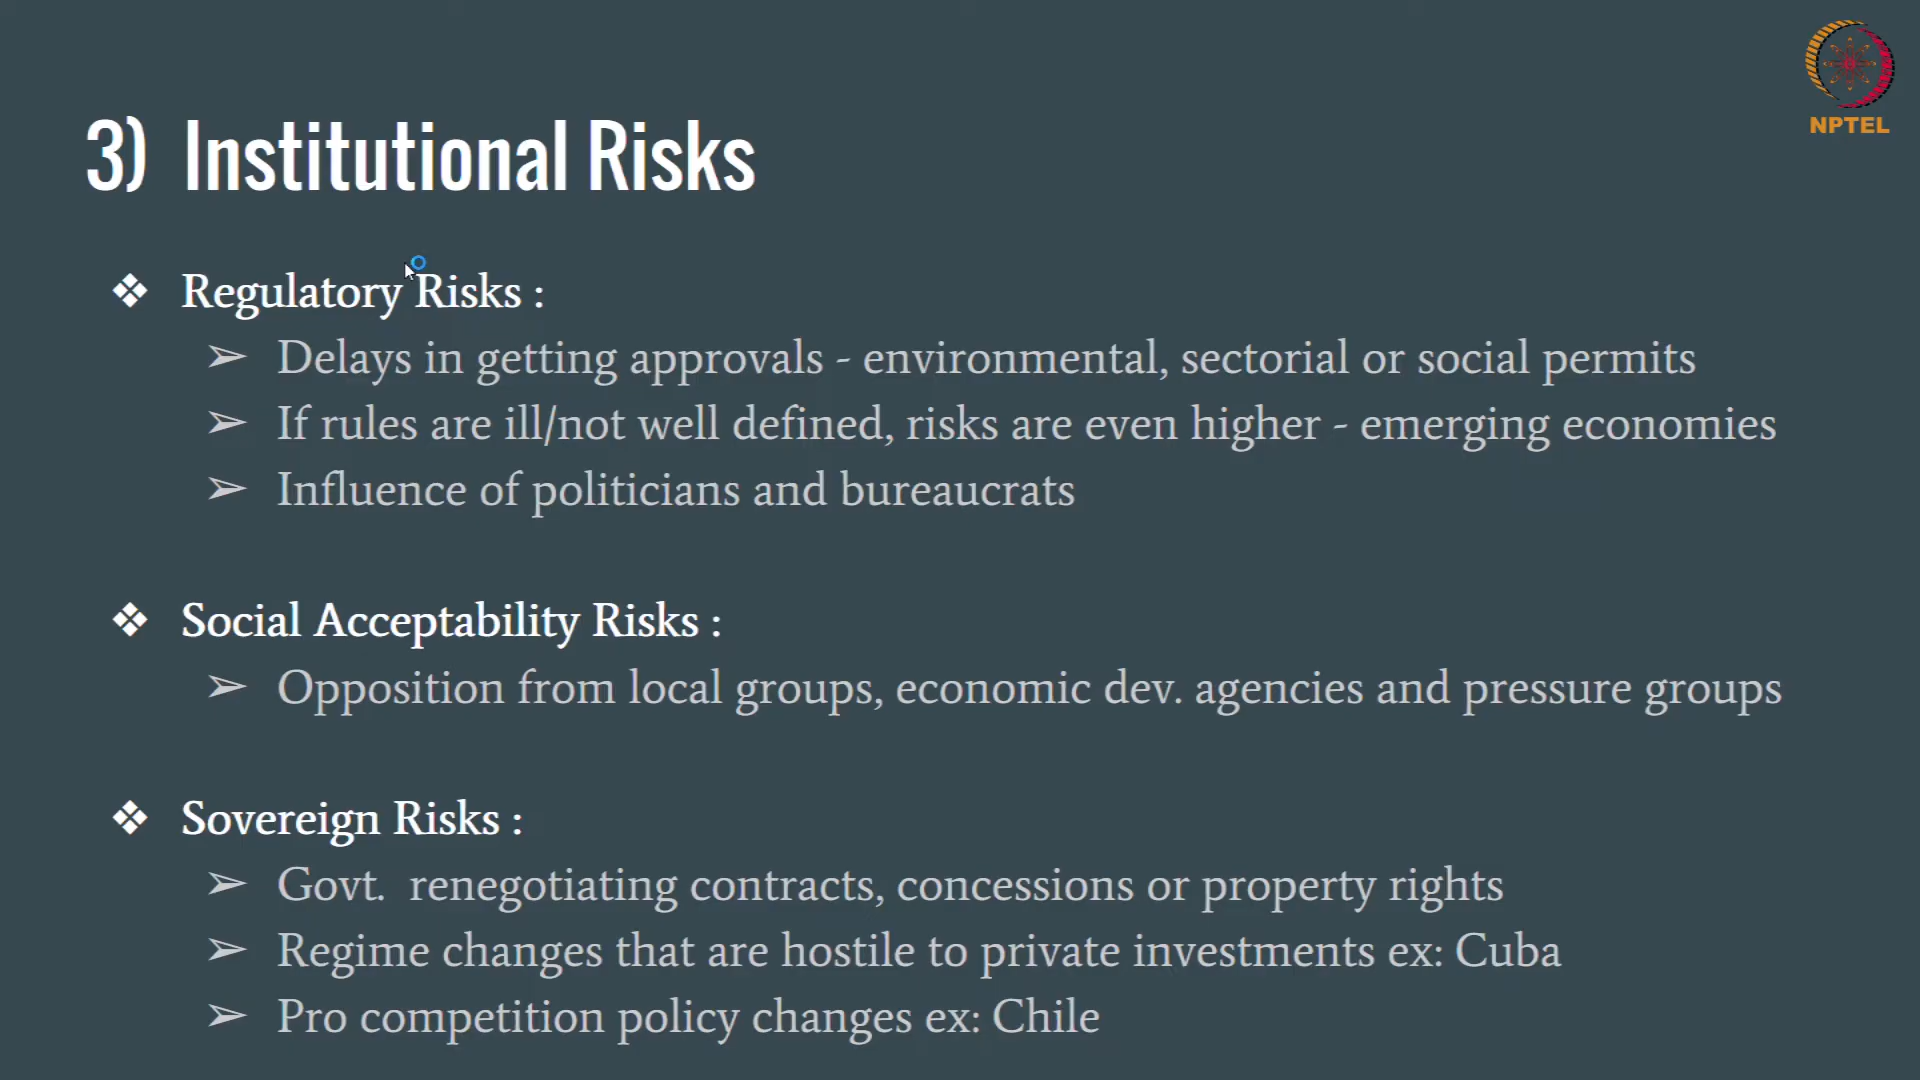 NPTEL
3) Institutional Risks
❖ Regulatory Risks :
➢ Delays in getting approvals - environmental, sectorial or social permits
➢ If rules are ill/not well defined, risks are even higher - emerging economies
➢ Influence of politicians and bureaucrats
❖ Social Acceptability Risks :
➢ Opposition from local groups, economic dev. agencies and pressure groups
❖ Sovereign Risks :
➢ Govt. renegotiating contracts, concessions or property rights
➢ Regime changes that are hostile to private investments ex: Cuba
➢ Pro competition policy changes ex: Chile